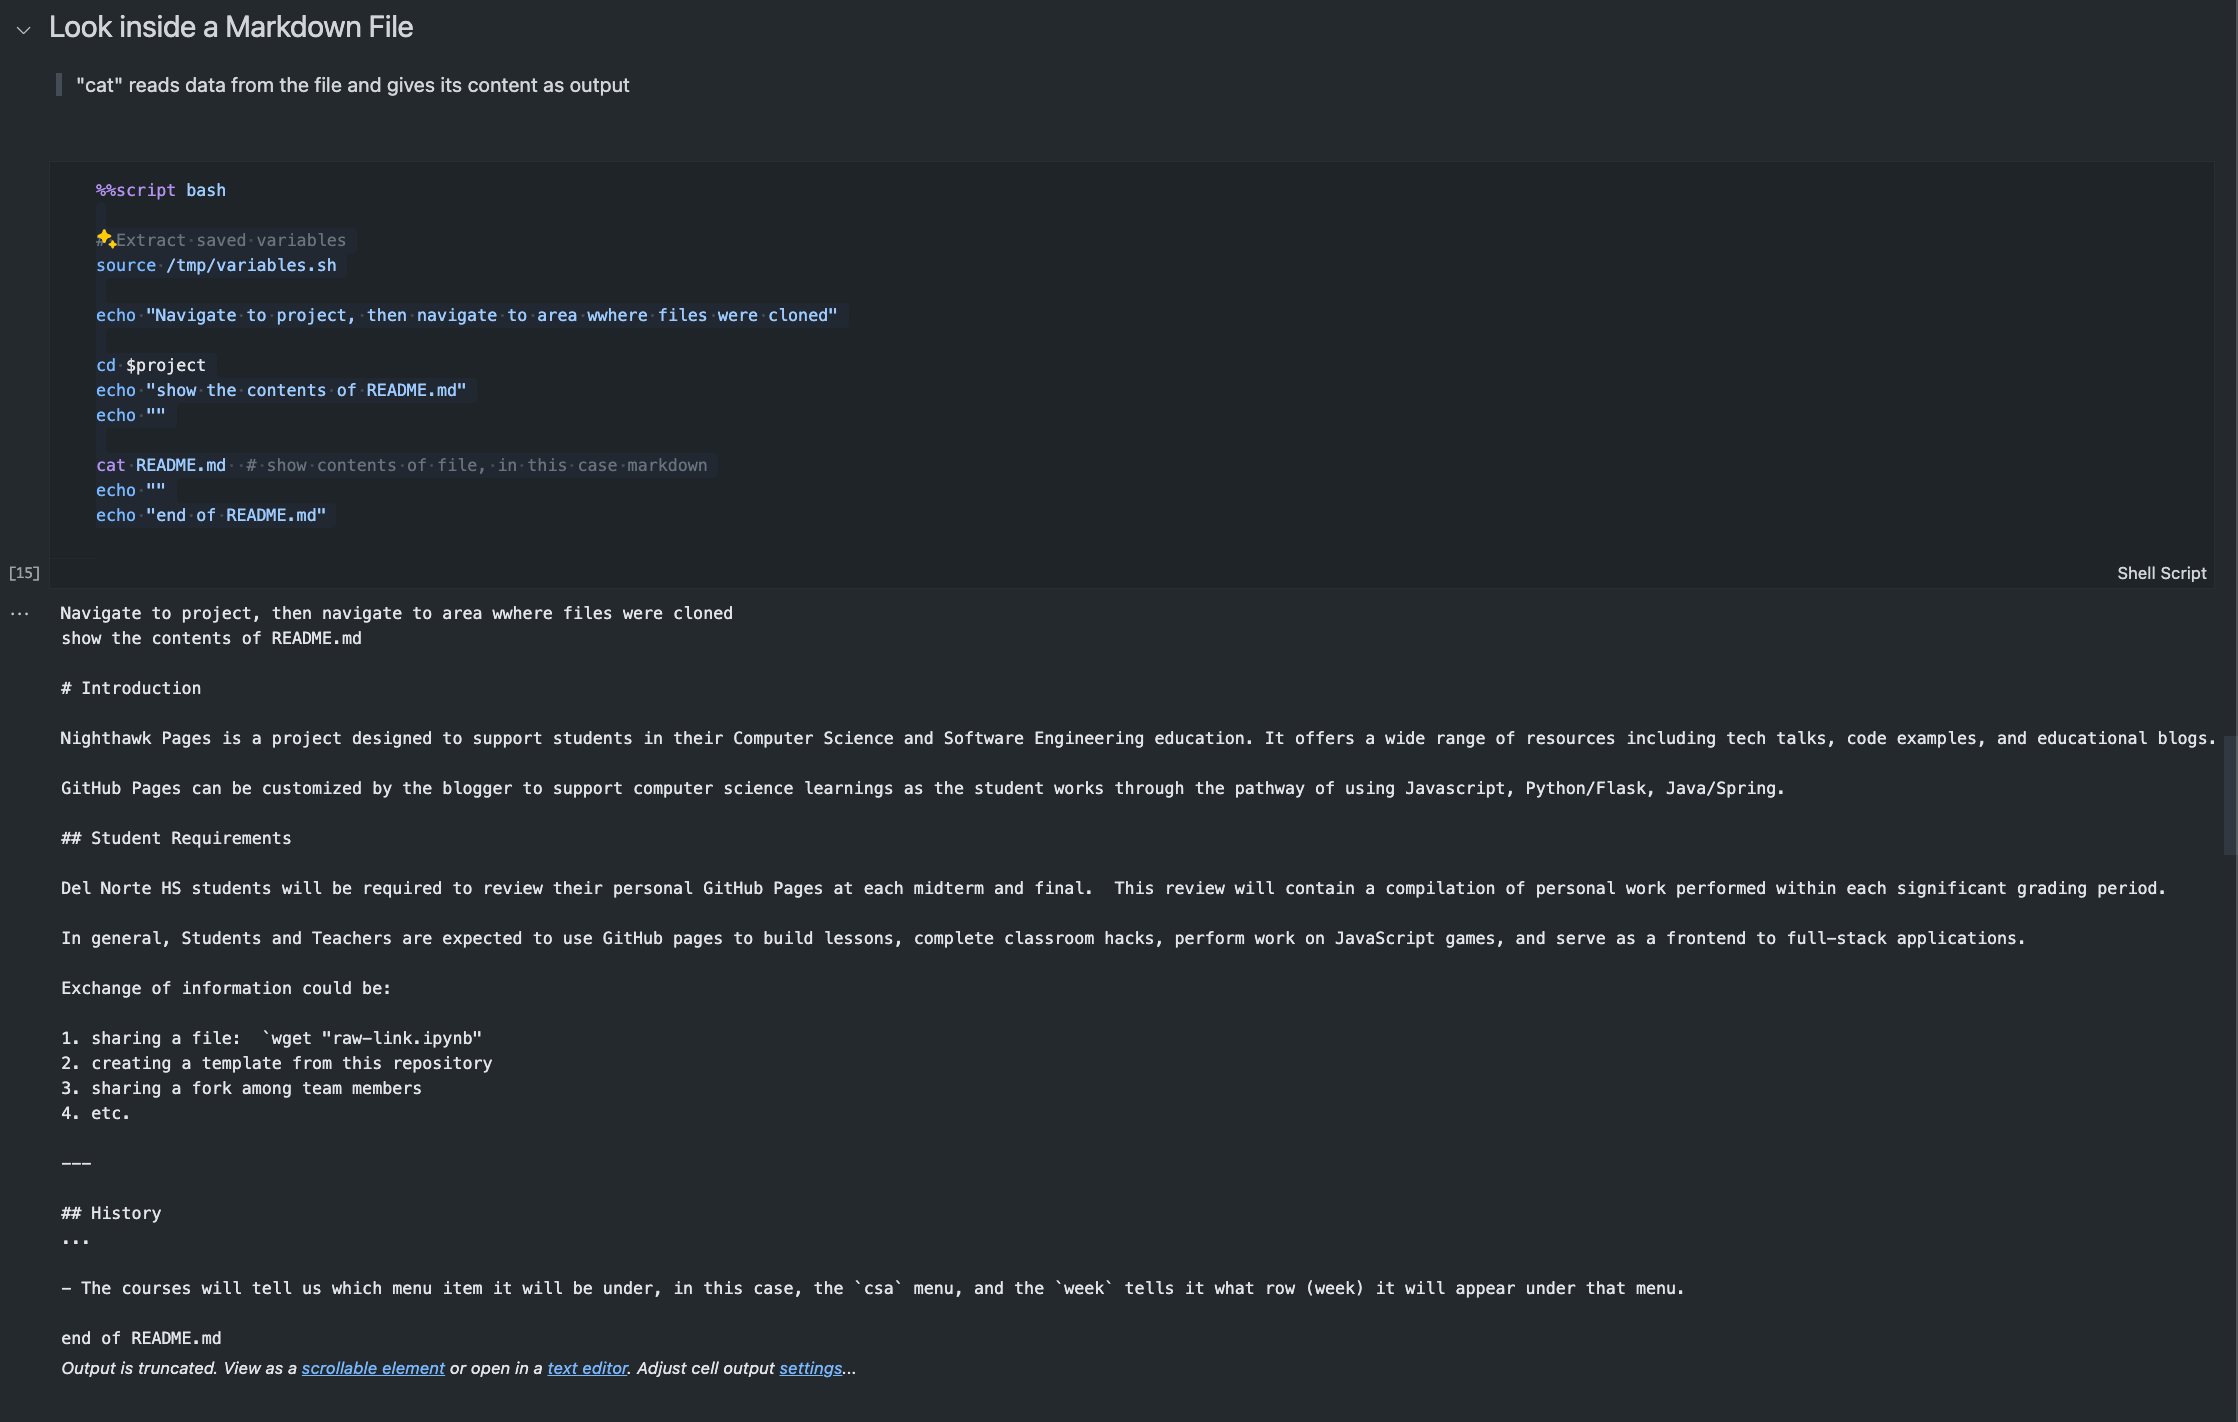 Look inside a Markdown File
"cat" reads data from the file and gives its content as output
%%script bash
# Extract saved variables
source /tmp/variables.sh
echo "Navigate to project, then navigate to area wwhere files were cloned"
cd $project
echo "show the contents of README.md"
echo ""
cat README.md  # show contents of file, in this case markdown
echo ""
echo "end of README.md"
[15]
Shell Script
...
Navigate to project, then navigate to area wwhere files were cloned
show the contents of README.md
# Introduction
Nighthawk Pages is a project designed to support students in their Computer Science and Software Engineering education. It offers a wide range of resources including tech talks, code examples, and educational blogs.
GitHub Pages can be customized by the blogger to support computer science learnings as the student works through the pathway of using Javascript, Python/Flask, Java/Spring.
## Student Requirements
Del Norte HS students will be required to review their personal GitHub Pages at each midterm and final.  This review will contain a compilation of personal work performed within each significant grading period.
In general, Students and Teachers are expected to use GitHub pages to build lessons, complete classroom hacks, perform work on JavaScript games, and serve as a frontend to full-stack applications.
Exchange of information could be:
1. sharing a file:  `wget "raw-link.ipynb"
2. creating a template from this repository
3. sharing a fork among team members
4. etc.
---
## History
...
- The courses will tell us which menu item it will be under, in this case, the `csa` menu, and the `week` tells it what row (week) it will appear under that menu.
end of README.md
Output is truncated. View as a scrollable element or open in a text editor. Adjust cell output settings...